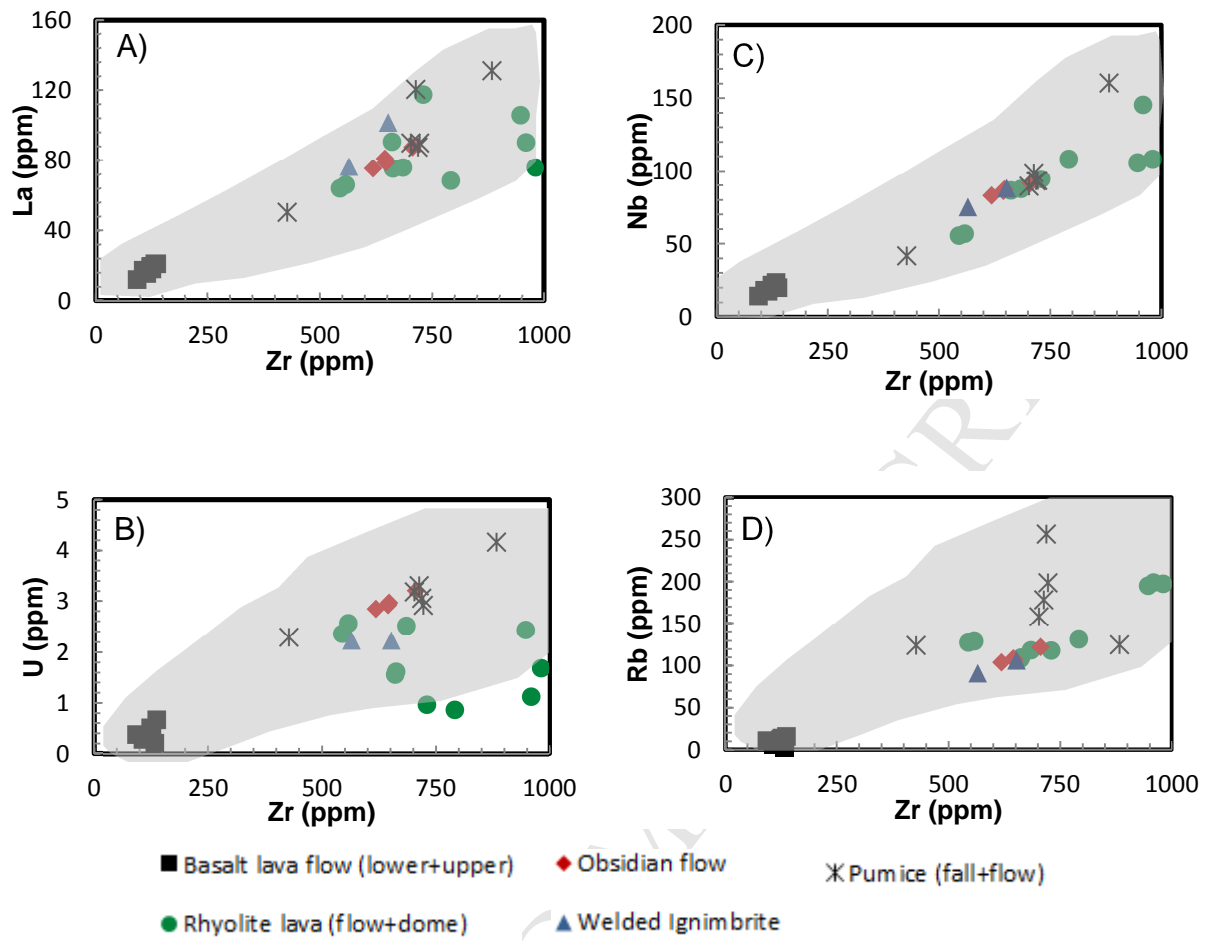 A)
La (ppm)
160
120
80
40
0
0 250 500 750 1000
Zr (ppm)
C)
Nb (ppm)
200
150
100
50
0
0 250 500 750 1000
Zr (ppm)
B)
U (ppm)
5
4
3
2
1
0
0 250 500 750 1000
Zr (ppm)
D)
Rb (ppm)
300
250
200
150
100
50
0
0 250 500 750 1000
Zr (ppm)
Basalt lava flow (lower+upper)
Obsidian flow
Pumice (fall+flow)
Rhyolite lava (flow+dome)
Welded Ignimbrite